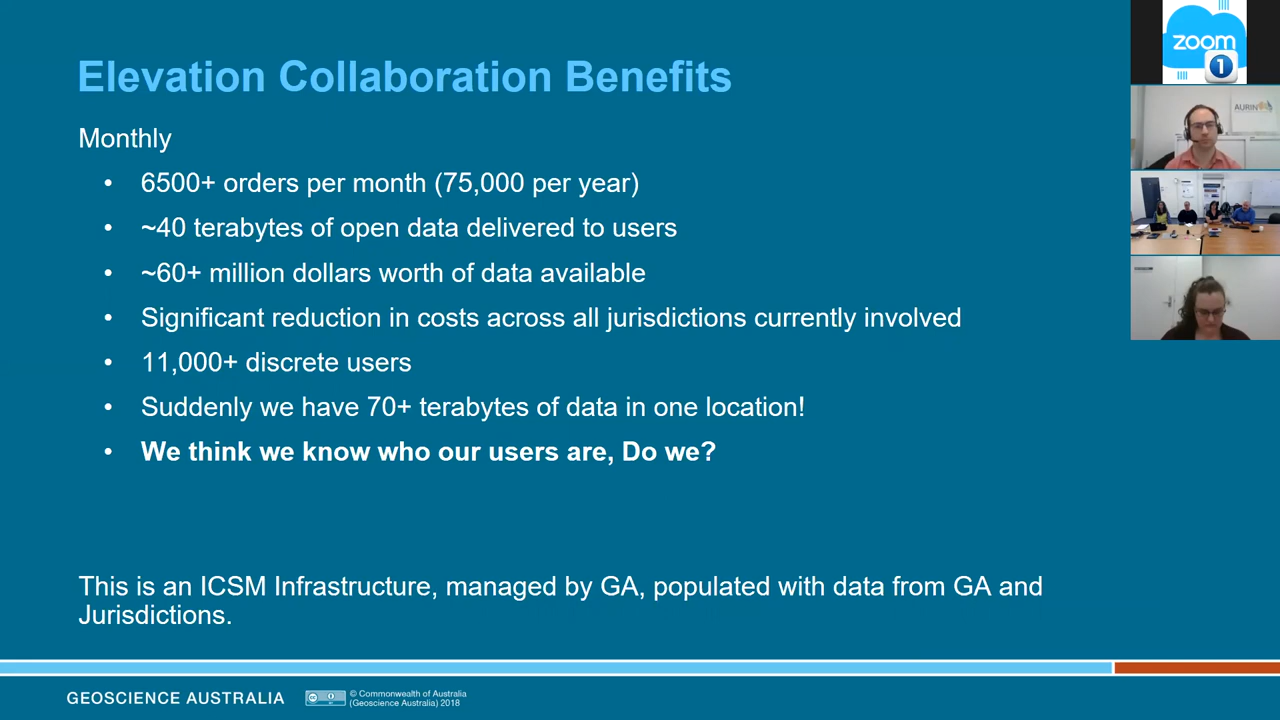 Elevation Collaboration Benefits
Monthly
• 6500+ orders per month (75,000 per year)
• ~40 terabytes of open data delivered to users
• ~60+ million dollars worth of data available
• Significant reduction in costs across all jurisdictions currently involved
• 11,000+ discrete users
• Suddenly we have 70+ terabytes of data in one location!
• We think we know who our users are, Do we?
This is an ICSM Infrastructure, managed by GA, populated with data from GA and
Jurisdictions.
GEOSCIENCE AUSTRALIA
© Commonwealth of Australia
(Geoscience Australia) 2018
zoom
1
AURIN